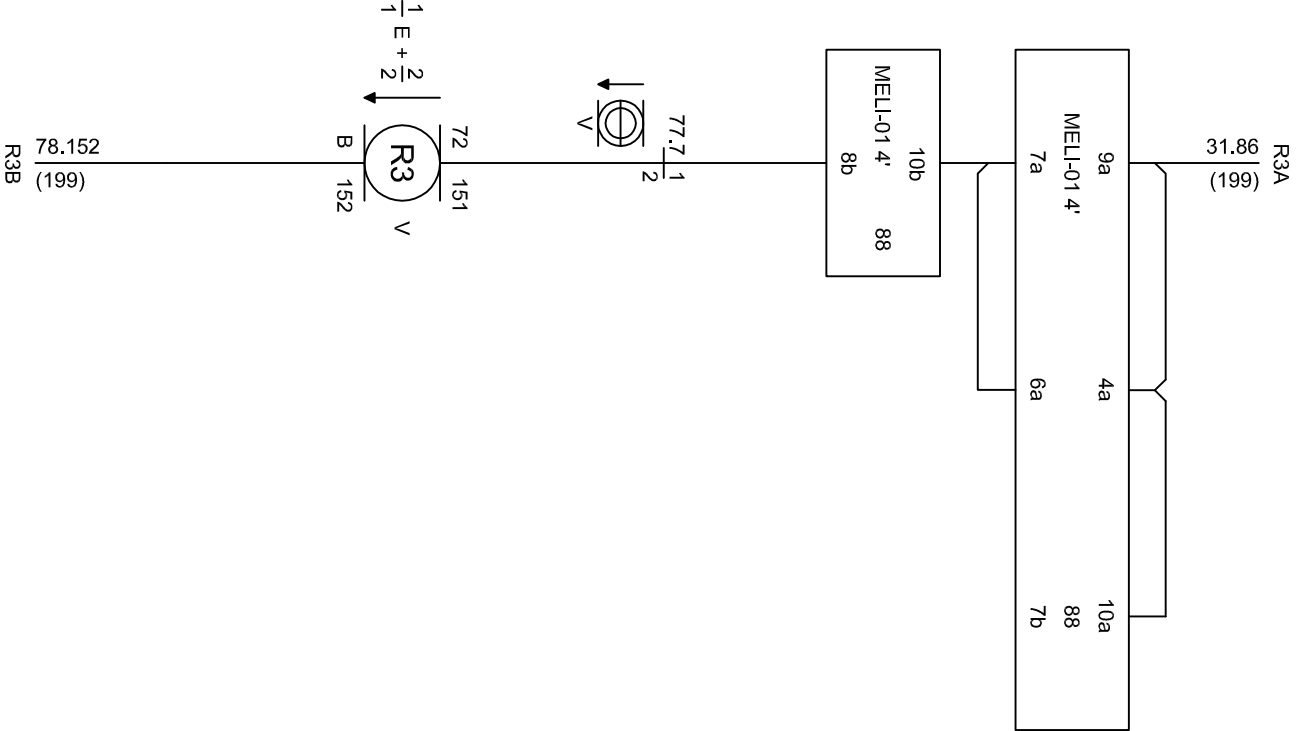 R3A
31.86
(199)
9a
4a
10a
MELI-01 4'
88
7a
6a
7b
10b
MELI-01 4'
88
8b
77.7
1
2
V
72
151
R3
V
B
152
1
1
E
+
2
2
78.152
(199)
R3B